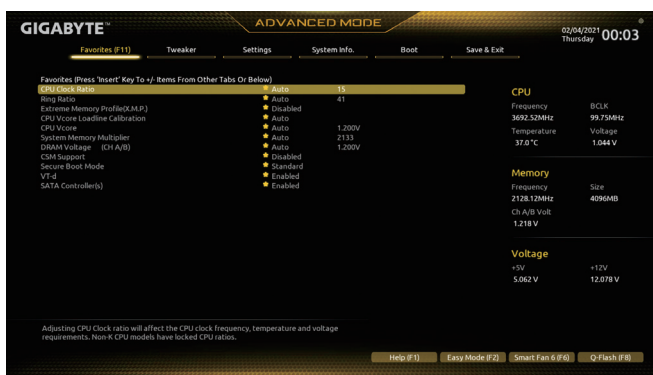 GIGABYTE™
ADVANCED MODE
02/04/2021 Thursday 00:03
Favorites (F11) Tweaker Settings System Info. Boot Save & Exit
Favorites (Press 'Insert' Key To +/- Items From Other Tabs Or Below)
CPU Clock Ratio Auto 15
Ring Ratio Auto 41
Extreme Memory Profile(X.M.P.) Disabled
CPU Vcore Loadline Calibration Auto
CPU Vcore Auto 1.200V
System Memory Multiplier Auto 2133
DRAM Voltage (CH A/B) Auto 1.200V
CSM Support Disabled
Secure Boot Mode Standard
VT-d Enabled
SATA Controller(s) Enabled
CPU
Frequency BCLK
3692.52MHz 99.75MHz
Temperature Voltage
37.0 °C 1.044 V
Memory
Frequency Size
2128.12MHz 4096MB
Ch A/B Volt
1.218 V
Voltage
+5V +12V
5.062 V 12.078 V
Adjusting CPU Clock ratio will affect the CPU clock frequency, temperature and voltage
requirements. Non-K CPU models have locked CPU ratios.
Help (F1) Easy Mode (F2) Smart Fan 6 (F6) Q-Flash (F8)